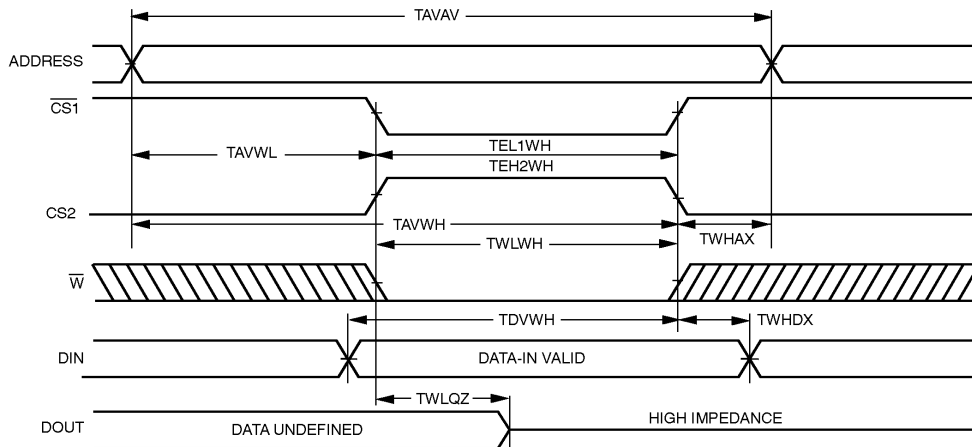 TAVAV
ADDRESS
CS1
TAVWL
TEL1WH
TEH2WH
CS2
TAVWH
TWHAX
TWLWH
W
TDVWH
TWHDX
DIN
DATA-IN VALID
TWLQZ
DOUT
DATA UNDEFINED
HIGH IMPEDANCE